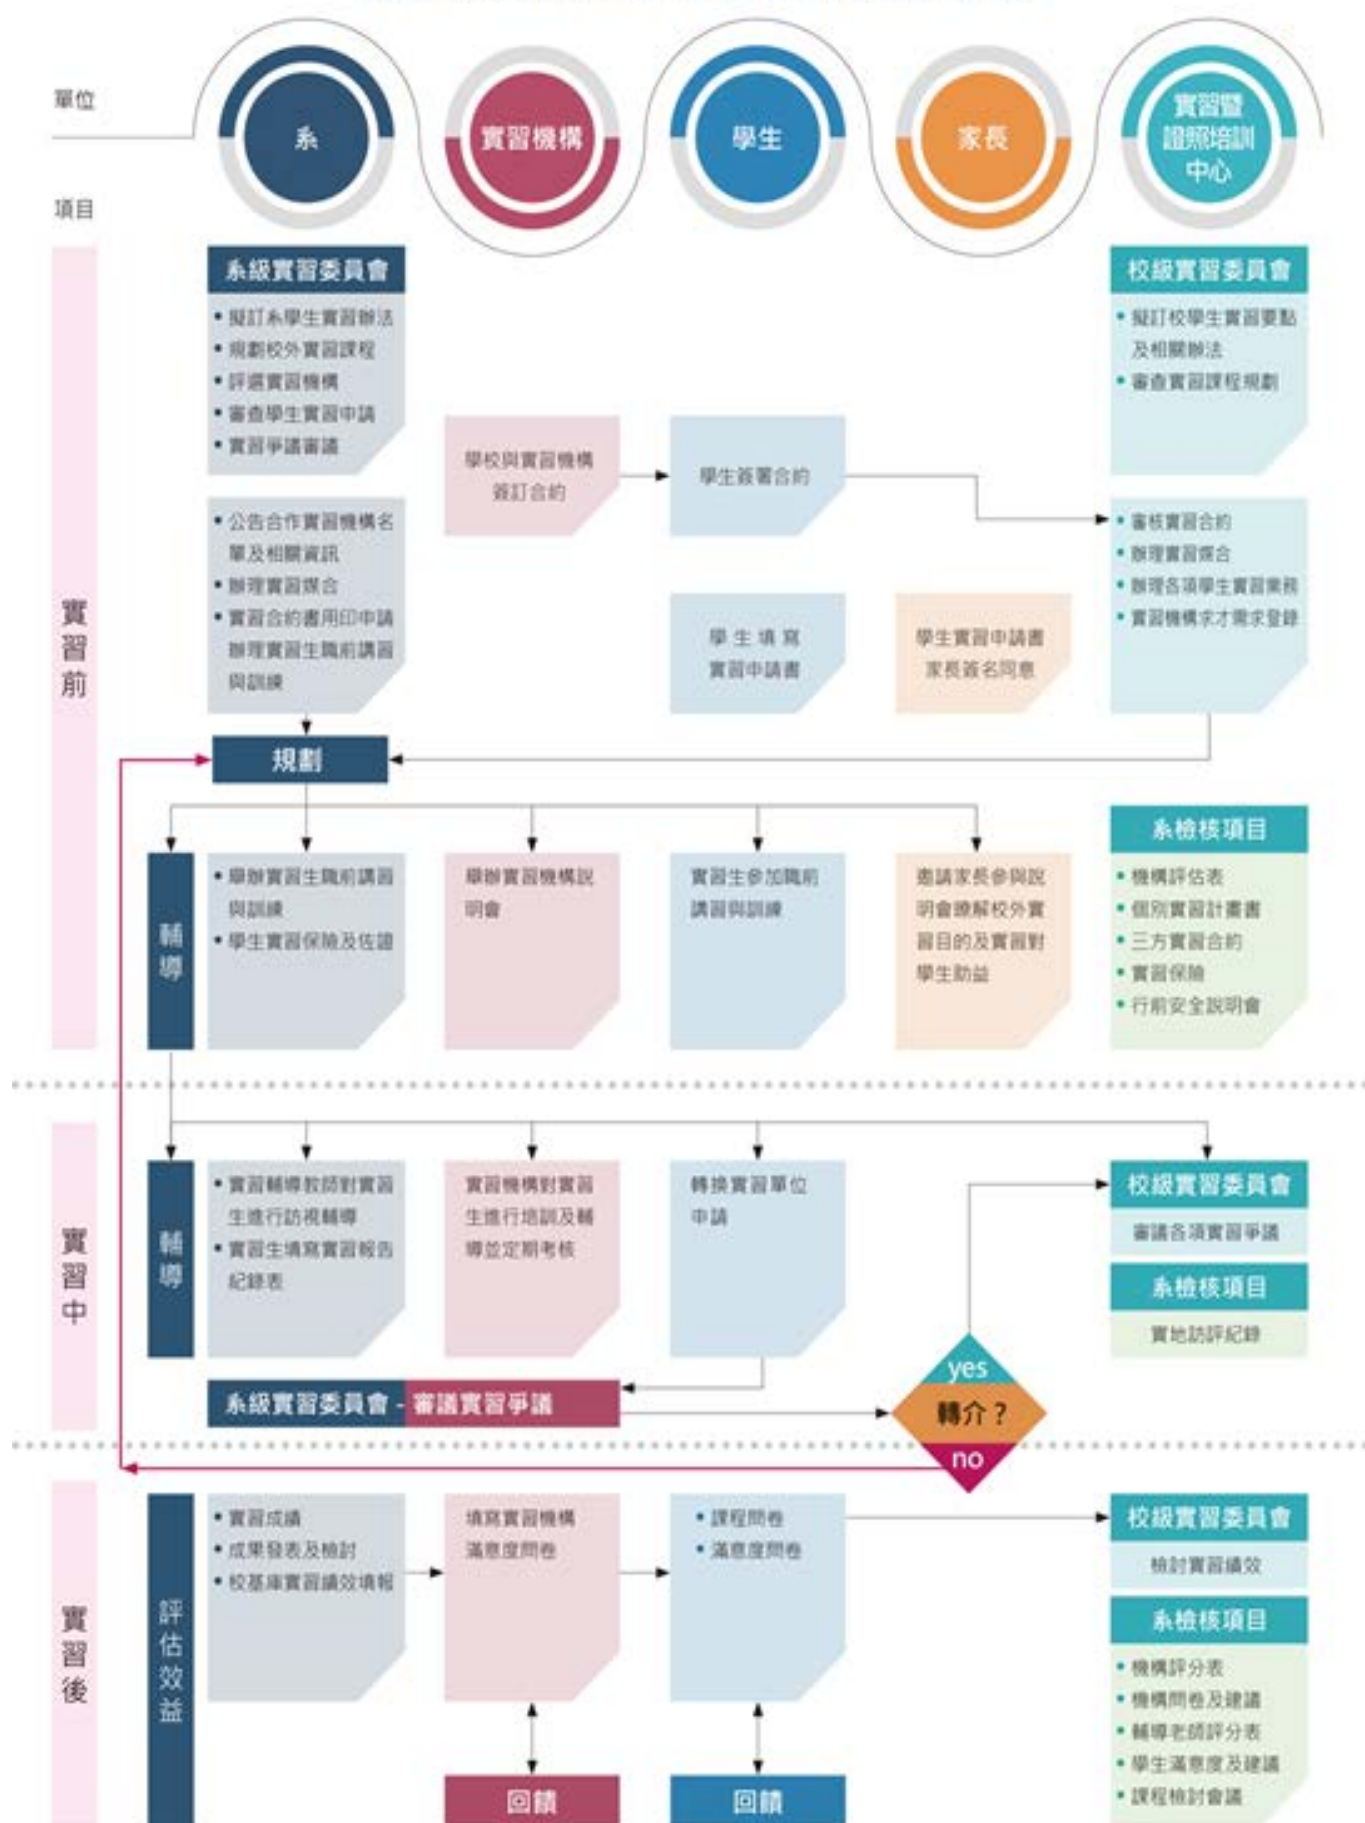 單位
系
實習機構
學生
家長
實習暨
證照培訓
中心
項目
實習前
系級實習委員會
• 擬訂系學生實習辦法
• 規劃校外實習課程
• 評選實習機構
• 審查學生實習申請
• 實習爭議審議
校級實習委員會
• 擬訂校學生實習要點
及相關辦法
• 審查實習課程規劃
學校與實習機構
簽訂合約
學生簽署合約
• 公告合作實習機構名
單及相關資訊
• 辦理實習媒合
• 實習合約書用印申請
辦理實習生職前講習
與訓練
學生填寫
實習申請書
學生實習申請書
家長簽名同意
• 審核實習合約
• 辦理實習媒合
• 辦理各項學生實習業務
• 實習機構求才需求登錄
規劃
輔導
• 舉辦實習生職前講習
與訓練
• 學生實習保險及佐證
舉辦實習機構說
明會
實習生參加職前
講習與訓練
邀請家長參與說
明會瞭解校外實
習目的及實習對
學生助益
系檢核項目
• 機構評估表
• 個別實習計畫書
• 三方實習合約
• 實習保險
• 行前安全說明會
實習中
輔導
• 實習輔導教師對實習
生進行訪視輔導
• 實習生填寫實習報告
紀錄表
實習機構對實習
生進行培訓及輔
導並定期考核
轉換實習單位
申請
校級實習委員會
審議各項實習爭議
系檢核項目
實地訪評紀錄
系級實習委員會 - 審議實習爭議
yes
轉介？
no
實習後
評估效益
• 實習成績
• 成果發表及檢討
• 校基庫實習績效填報
填寫實習機構
滿意度問卷
• 課程問卷
• 滿意度問卷
校級實習委員會
檢討實習績效
系檢核項目
• 機構評分表
• 機構問卷及建議
• 輔導老師評分表
• 學生滿意度及建議
• 課程檢討會議
回饋
回饋